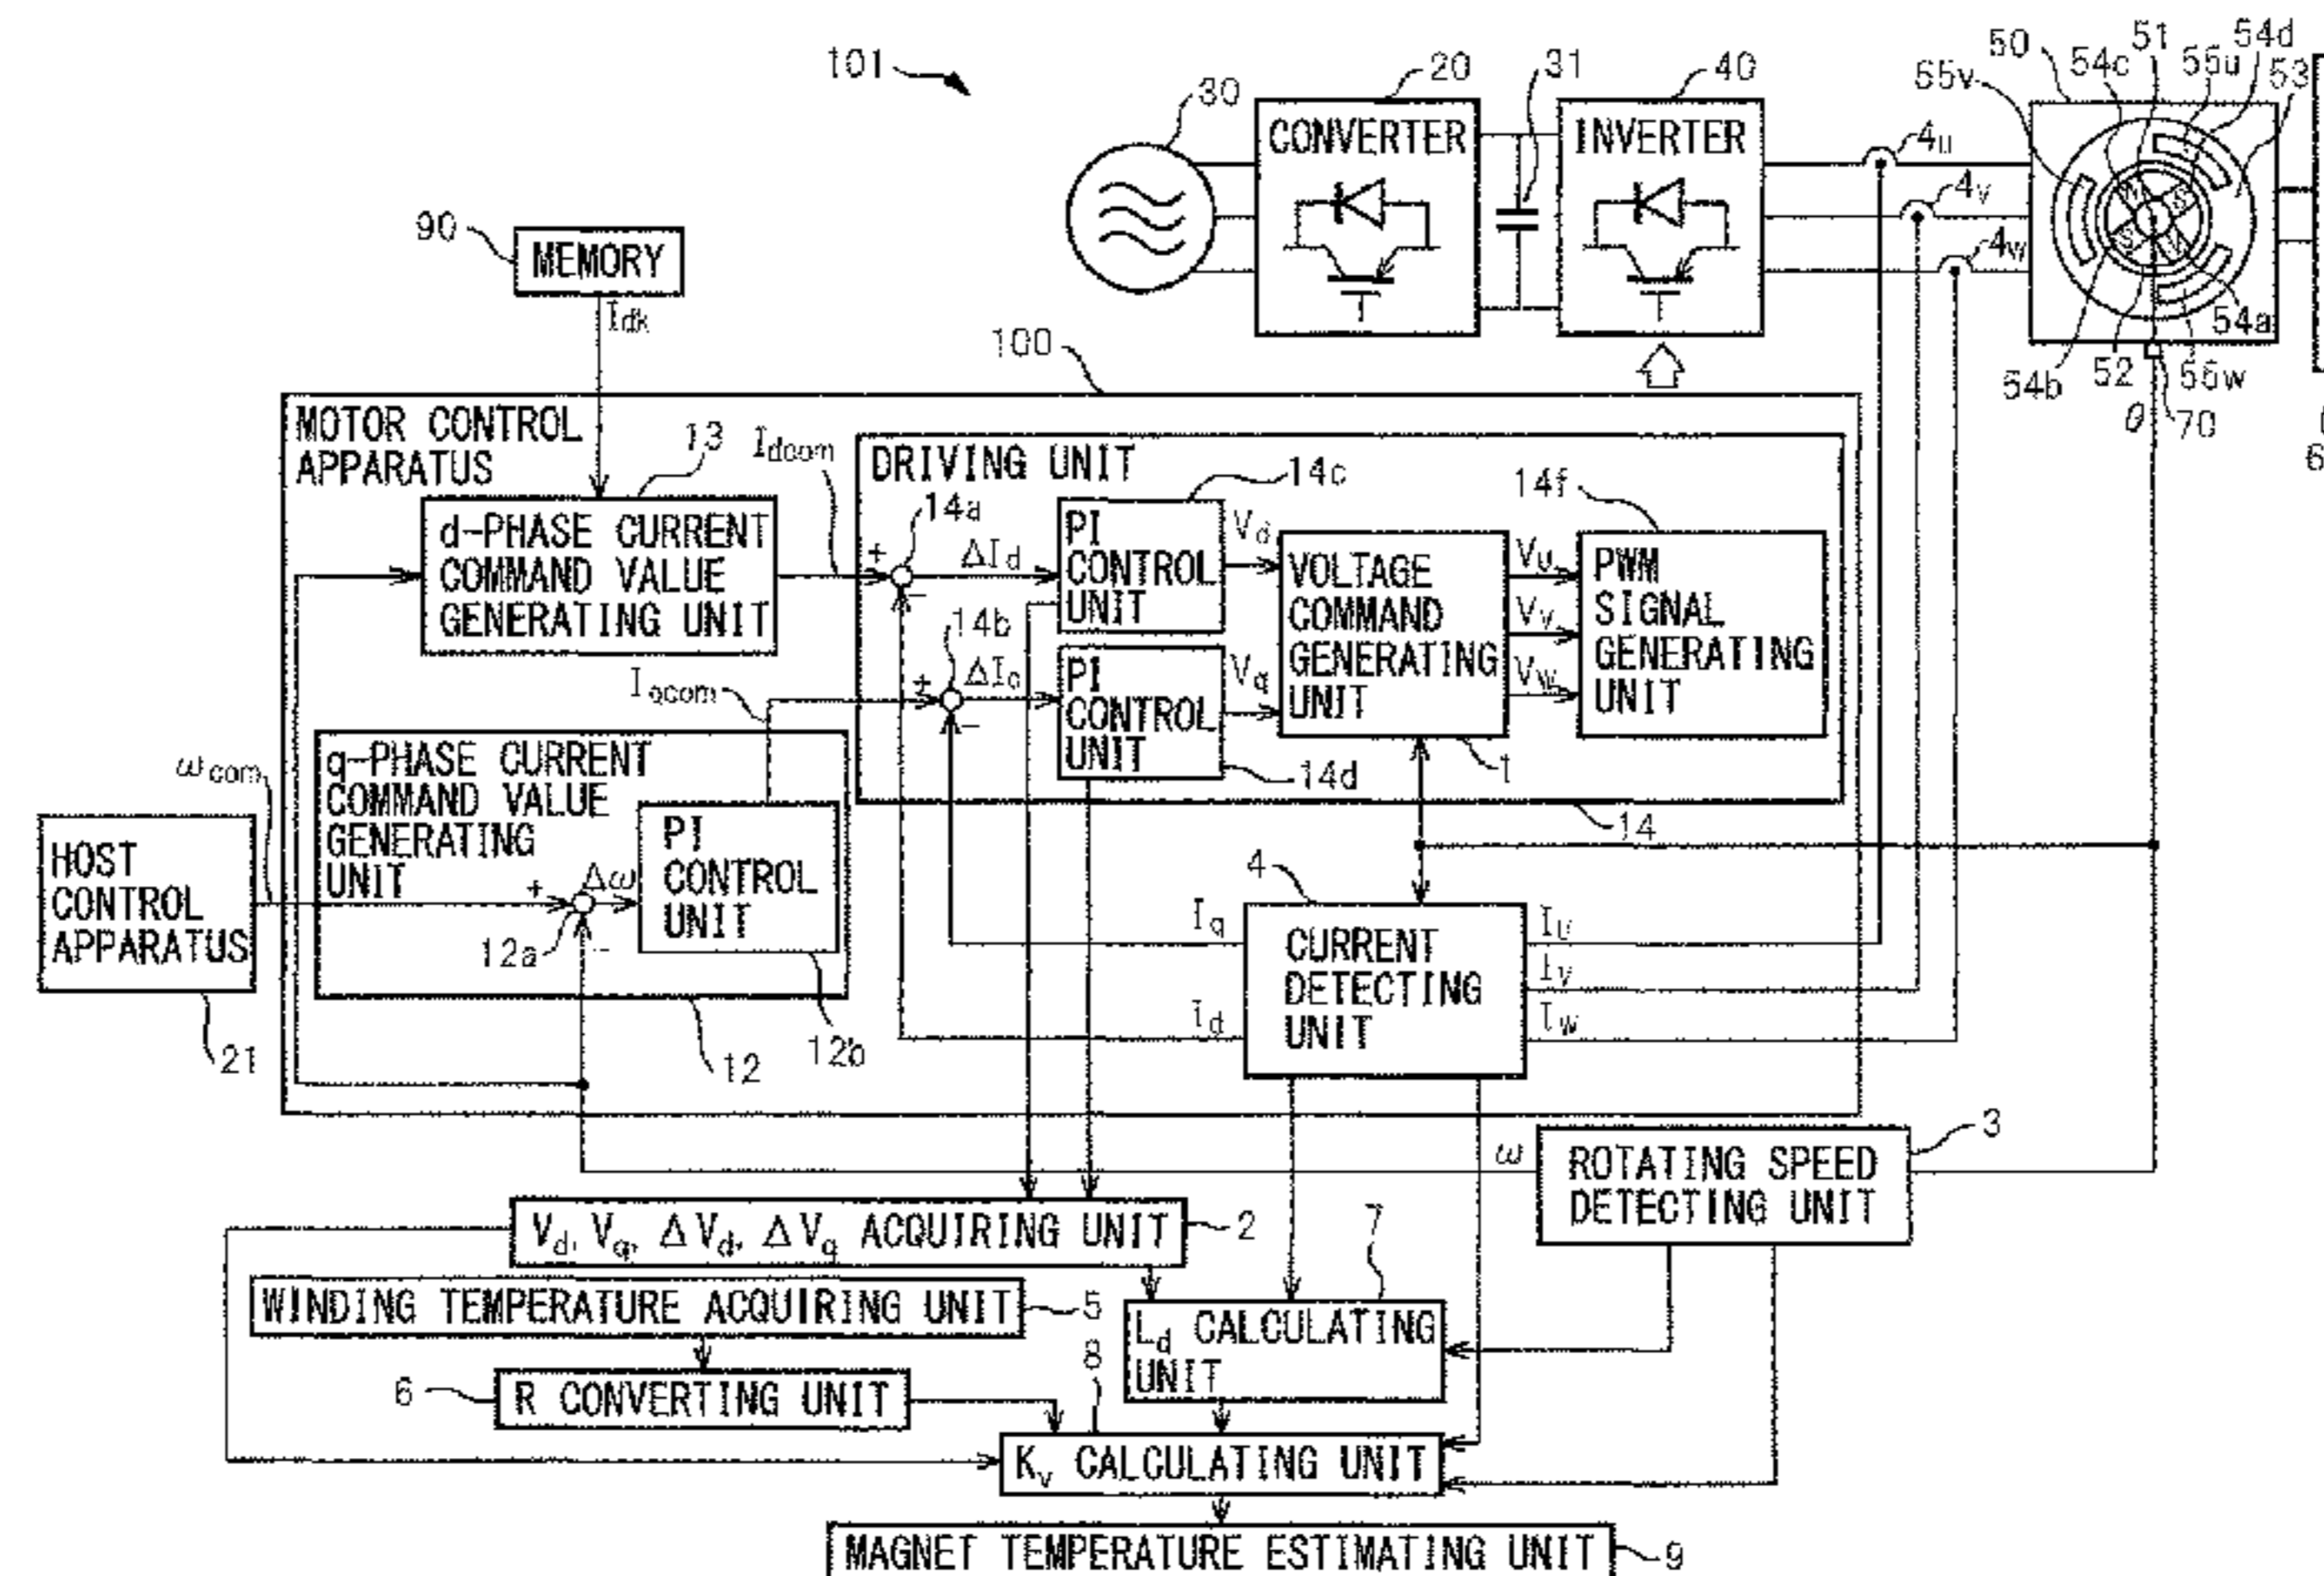 101
30
20
31
40
50
54c
51
55u
54d
53
55v
CONVERTER
INVERTER
4u
4v
4w
N
S
S
N
54a
54b
52
55w
θ
70
6
90
MEMORY
Idk
100
MOTOR CONTROL
APPARATUS
13
Idcom
d-PHASE CURRENT
COMMAND VALUE
GENERATING UNIT
DRIVING UNIT
14a
14c
14f
+
-
ΔId
PI
CONTROL
UNIT
Vd
VOLTAGE
COMMAND
GENERATING
UNIT
Vu
Vv
Vw
PWM
SIGNAL
GENERATING
UNIT
14b
+
-
ΔIq
PI
CONTROL
UNIT
Vq
14d
1
14
Iqcom
ωcom
q-PHASE CURRENT
COMMAND VALUE
GENERATING
UNIT
HOST
CONTROL
APPARATUS
21
+
-
Δω
12a
PI
CONTROL
UNIT
12b
12
4
Iq
Id
CURRENT
DETECTING
UNIT
IU
IV
IW
ω
ROTATING SPEED
DETECTING UNIT
3
Vd, Vq, ΔVd, ΔVq ACQUIRING UNIT
2
WINDING TEMPERATURE ACQUIRING UNIT
5
7
Ld CALCULATING
UNIT
6
R CONVERTING UNIT
8
Kv CALCULATING UNIT
MAGNET TEMPERATURE ESTIMATING UNIT
9